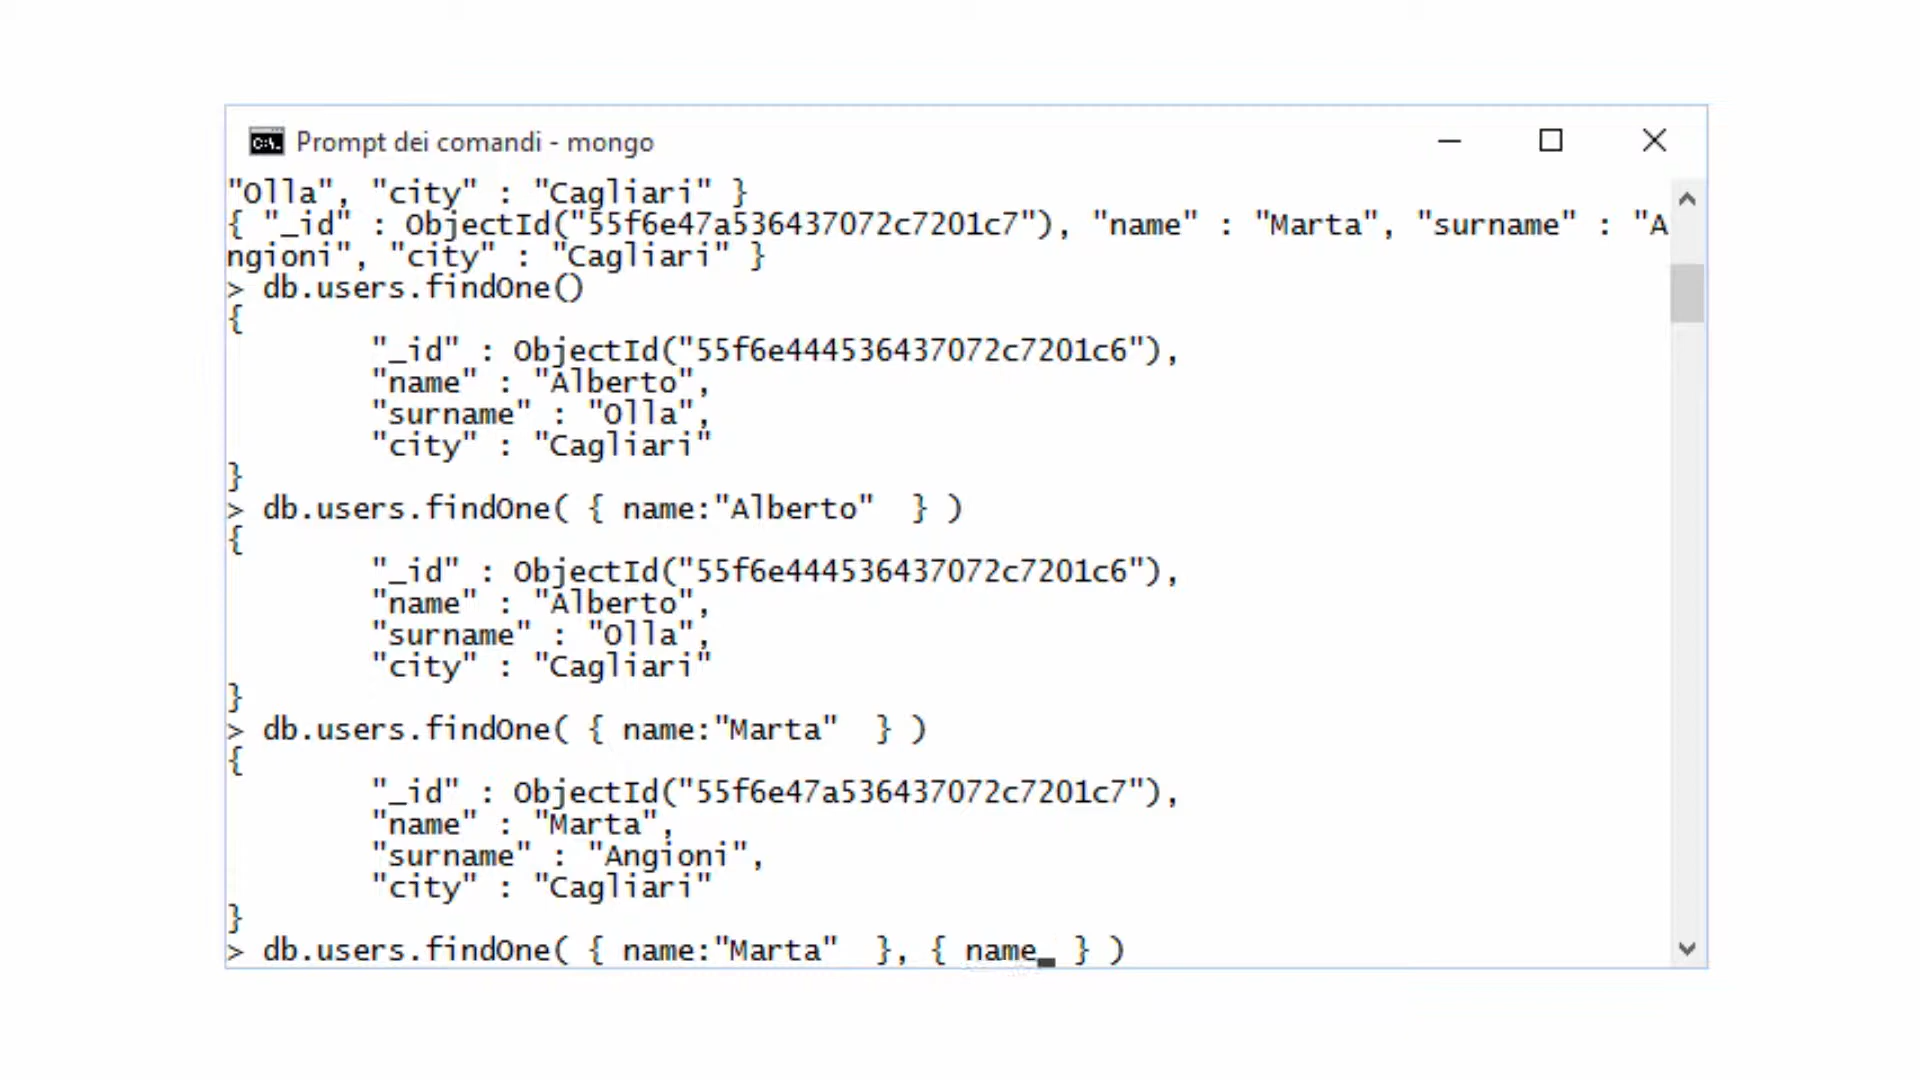 Prompt dei comandi - mongo
"Olla", "city" : "Cagliari" }
{ "_id" : ObjectId("55f6e47a536437072c7201c7"), "name" : "Marta", "surname" : "A
ngioni", "city" : "Cagliari" }
> db.users.findOne()
{
        "_id" : ObjectId("55f6e444536437072c7201c6"),
        "name" : "Alberto",
        "surname" : "Olla",
        "city" : "Cagliari"
}
> db.users.findOne( { name:"Alberto"  } )
{
        "_id" : ObjectId("55f6e444536437072c7201c6"),
        "name" : "Alberto",
        "surname" : "Olla",
        "city" : "Cagliari"
}
> db.users.findOne( { name:"Marta"  } )
{
        "_id" : ObjectId("55f6e47a536437072c7201c7"),
        "name" : "Marta",
        "surname" : "Angioni",
        "city" : "Cagliari"
}
> db.users.findOne( { name:"Marta"  }, { name_ } )